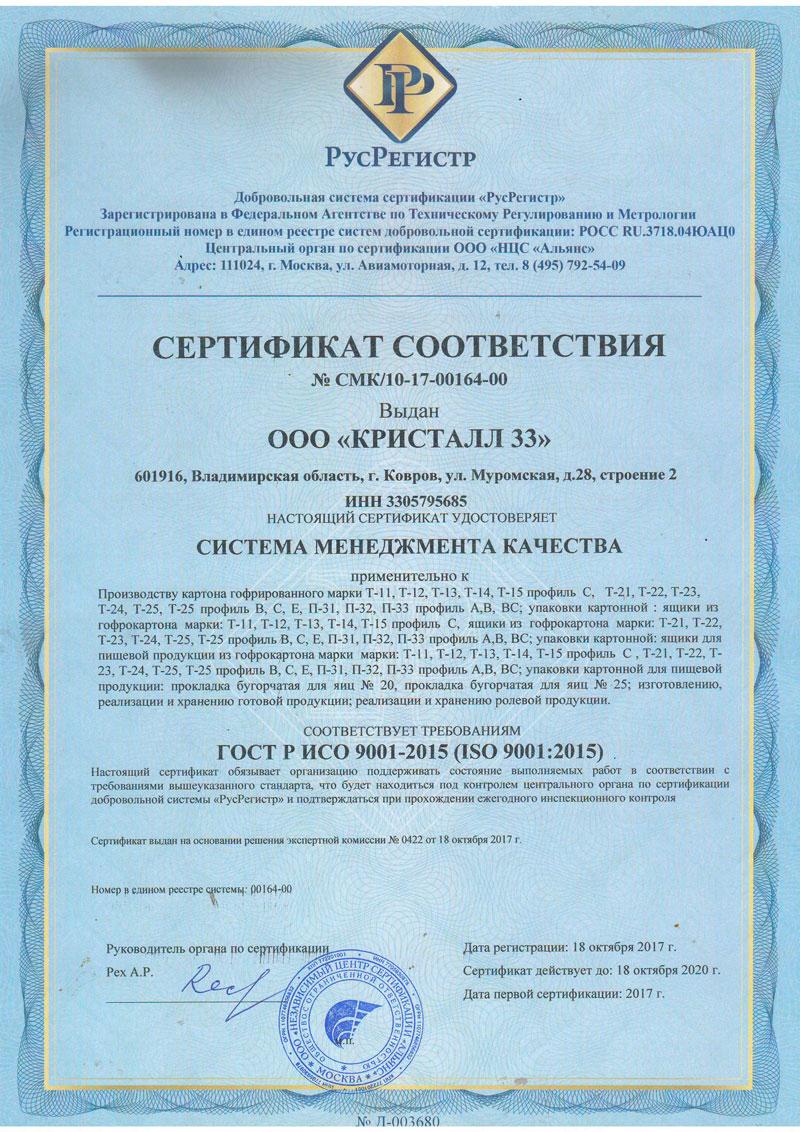 РР
РусРегистр
Добровольная система сертификации «РусРегистр»
Зарегистрирована в Федеральном Агентстве по Техническому Регулированию и Метрологии
Регистрационный номер в едином реестре систем добровольной сертификации: РОСС RU.3718.04ЮАЦ0
Центральный орган по сертификации ООО «НЦС «Альянс»
Адрес: 111024, г. Москва, ул. Авиамоторная, д. 12, тел. 8 (495) 792-54-09
СЕРТИФИКАТ СООТВЕТСТВИЯ
№ СМК/10-17-00164-00
Выдан
ООО «КРИСТАЛЛ 33»
601916, Владимирская область, г. Ковров, ул. Муромская, д.28, строение 2
ИНН 3305795685
НАСТОЯЩИЙ СЕРТИФИКАТ УДОСТОВЕРЯЕТ
СИСТЕМА МЕНЕДЖМЕНТА КАЧЕСТВА
применительно к
Производству картона гофрированного марки Т-11, Т-12, Т-13, Т-14, Т-15 профиль С, Т-21, Т-22, Т-23,
Т-24, Т-25, Т-25 профиль В, С, Е, П-31, П-32, П-33 профиль А,В, ВС; упаковки картонной : ящики из
гофрокартона марки: Т-11, Т-12, Т-13, Т-14, Т-15 профиль С, ящики из гофрокартона марки: Т-21, Т-22,
Т-23, Т-24, Т-25, Т-25 профиль В, С, Е, П-31, П-32, П-33 профиль А,В, ВС; упаковки картонной: ящики для
пищевой продукции из гофрокартона марки марки: Т-11, Т-12, Т-13, Т-14, Т-15 профиль С , Т-21, Т-22, Т-
23, Т-24, Т-25, Т-25 профиль В, С, Е, П-31, П-32, П-33 профиль А,В, ВС; упаковки картонной для пищевой
продукции: прокладка бугорчатая для яиц № 20, прокладка бугорчатая для яиц № 25; изготовлению,
реализации и хранению готовой продукции; реализации и хранению ролевой продукции.
СООТВЕТСТВУЕТ ТРЕБОВАНИЯМ
ГОСТ Р ИСО 9001-2015 (ISO 9001:2015)
Настоящий сертификат обязывает организацию поддерживать состояние выполняемых работ в соответствии с
требованиями вышеуказанного стандарта, что будет находиться под контролем центрального органа по сертификации
добровольной системы «РусРегистр» и подтверждаться при прохождении ежегодного инспекционного контроля
Сертификат выдан на основании решения экспертной комиссии № 0422 от 18 октября 2017 г.
Номер в едином реестре системы: 00164-00
Руководитель органа по сертификации
Рех А.Р.
Дата регистрации: 18 октября 2017 г.
Сертификат действует до: 18 октября 2020 г.
Дата первой сертификации: 2017 г.
ООО «НЕЗАВИСИМЫЙ ЦЕНТР СЕРТИФИКАЦИИ «АЛЬЯНС»
ОБЩЕСТВО С ОГРАНИЧЕННОЙ ОТВЕТСТВЕННОСТЬЮ
М.П.
* МОСКВА *
№ Л-003680